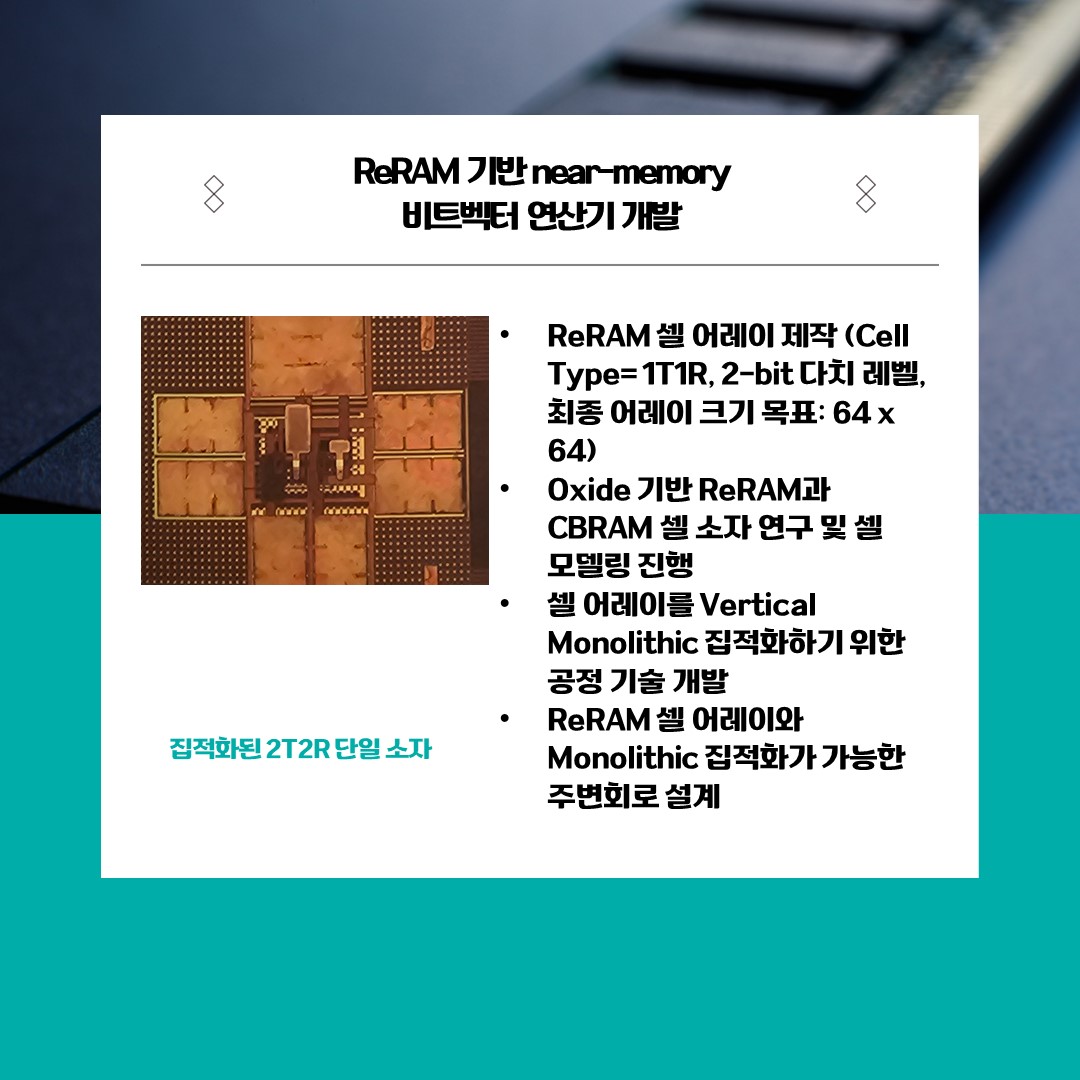 ReRAM 기반 near-memory
비트벡터 연산기 개발
• ReRAM 셀 어레이 제작 (Cell
Type= 1T1R, 2-bit 다치 레벨,
최종 어레이 크기 목표: 64 x
64)
• Oxide 기반 ReRAM과
CBRAM 셀 소자 연구 및 셀
모델링 진행
• 셀 어레이를 Vertical
Monolithic 집적화하기 위한
공정 기술 개발
• ReRAM 셀 어레이와
Monolithic 집적화가 가능한
주변회로 설계
집적화된 2T2R 단일 소자